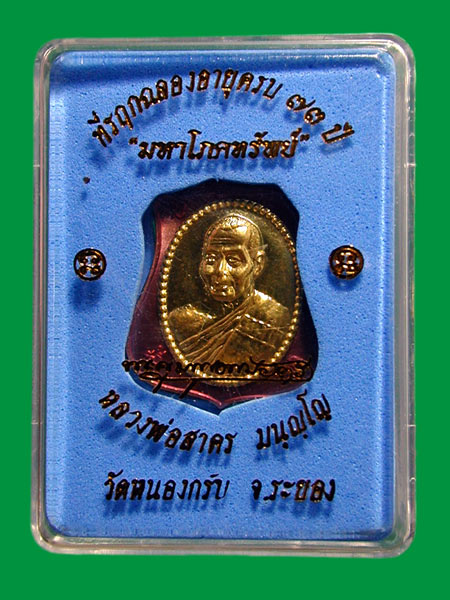 ที่รฤกฉลองอายุครบ ๗๓ ปี
"มหาโภคทรัพย์"
หลวงพ่อสาคร มนุญฺโญ
วัดหนองกรับ จ.ระยอง